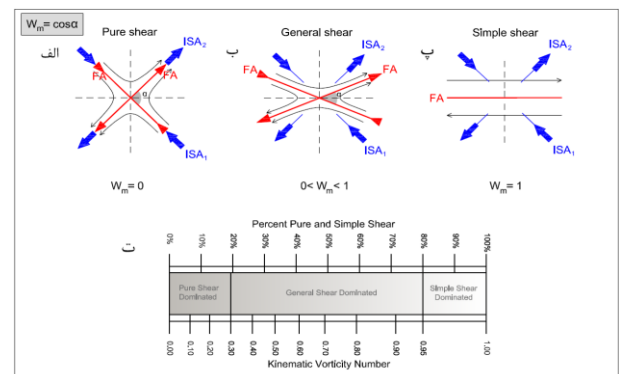 Wm= cosα
Pure shear
General shear
Simple shear
الف
ب
پ
ISA2
ISA2
ISA2
FA
FA
FA
FA
FA
α
α
ISA1
ISA1
ISA1
Wm= 0
0< Wm< 1
Wm= 1
ت
Percent Pure and Simple Shear
0% 10% 20% 30% 40% 50% 60% 70% 80% 90% 100%
Pure Shear
Dominated
General Shear Dominated
Simple Shear
Dominated
0.00 0.10 0.20 0.30 0.40 0.50 0.60 0.70 0.80 0.90 0.95 1.00
Kinematic Vorticity Number